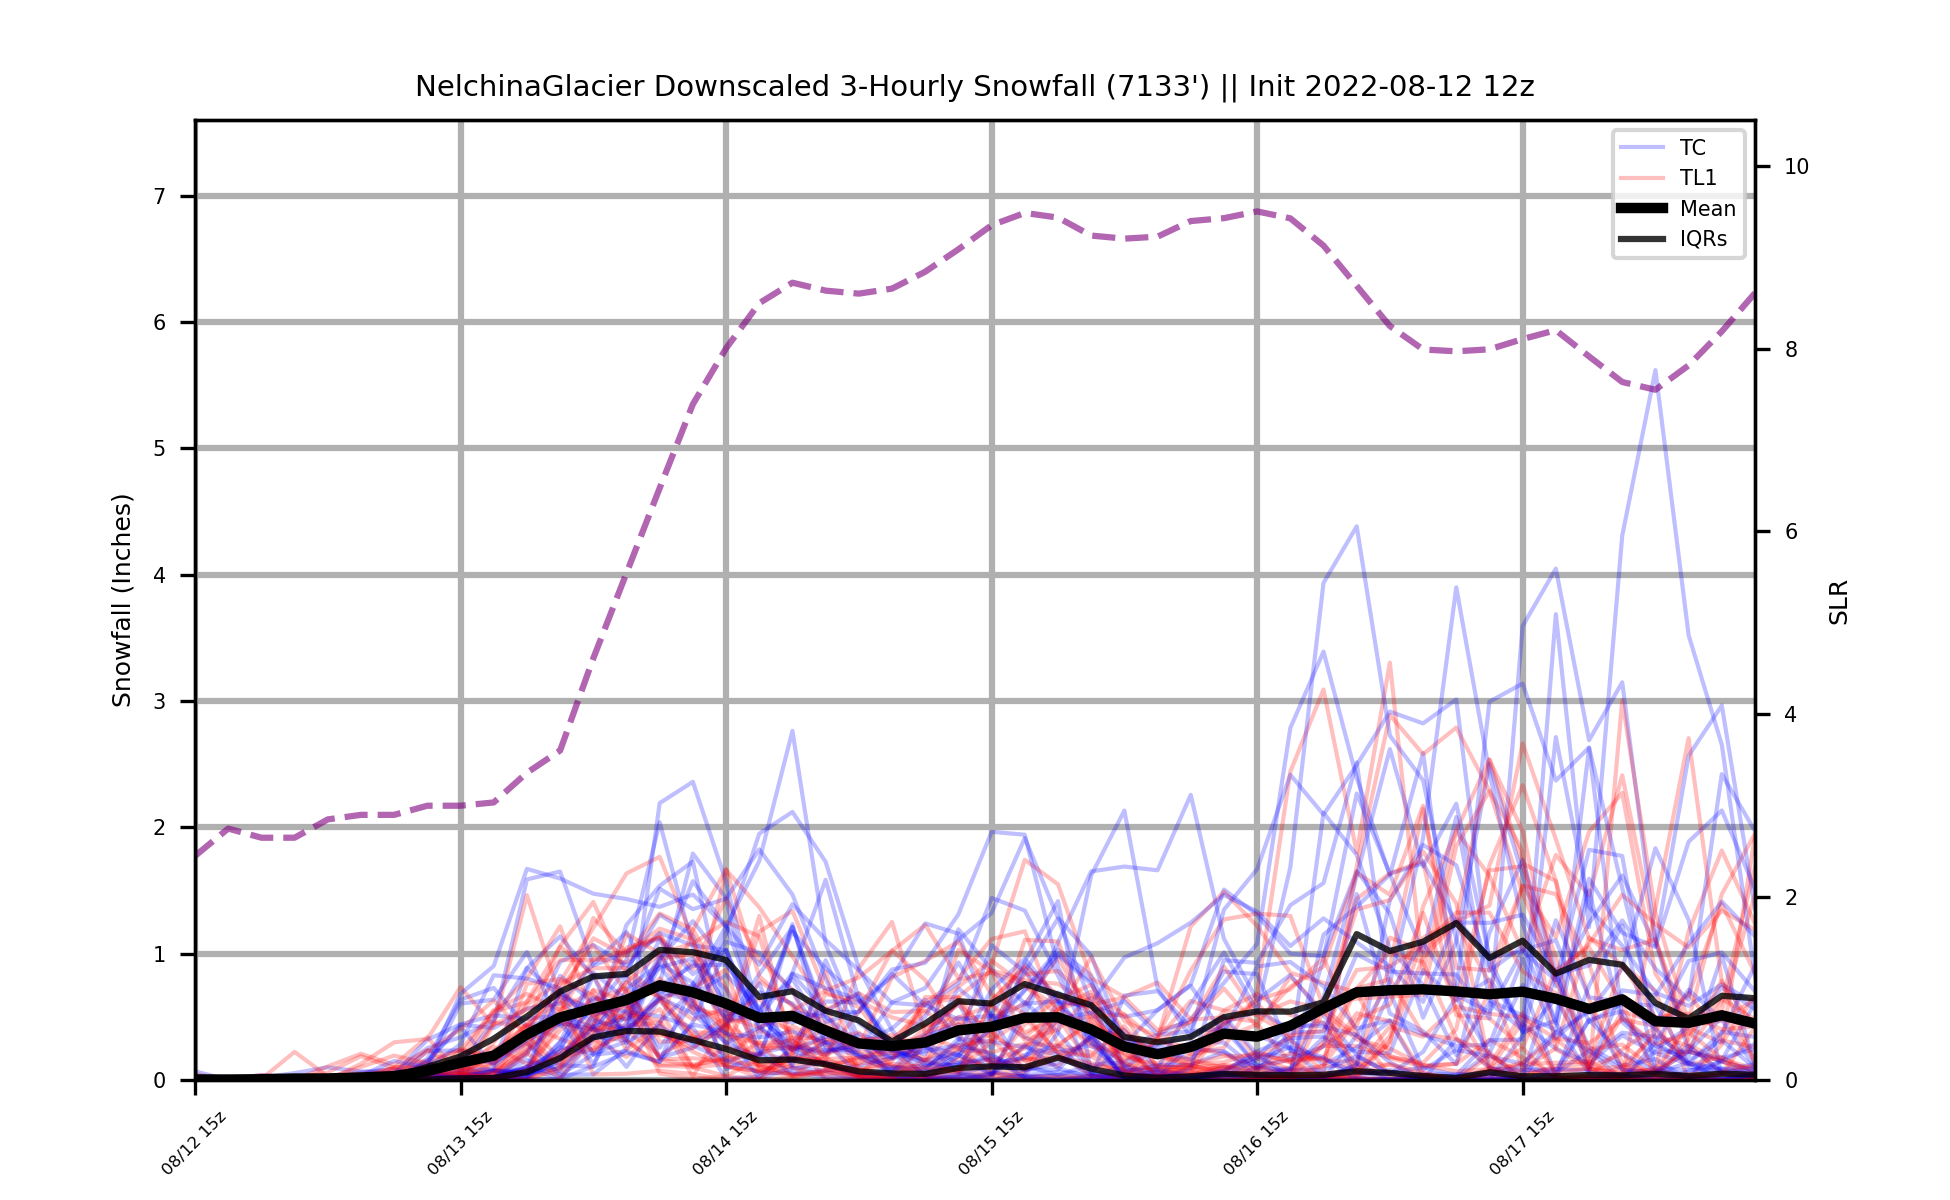 NelchinaGlacier Downscaled 3-Hourly Snowfall (7133') || Init 2022-08-12 12z
TC
TL1
Mean
IQRs
Snowfall (Inches)
7
6
5
4
3
2
1
0
10
8
6
4
2
0
SLR
08/12 15z
08/13 15z
08/14 15z
08/15 15z
08/16 15z
08/17 15z